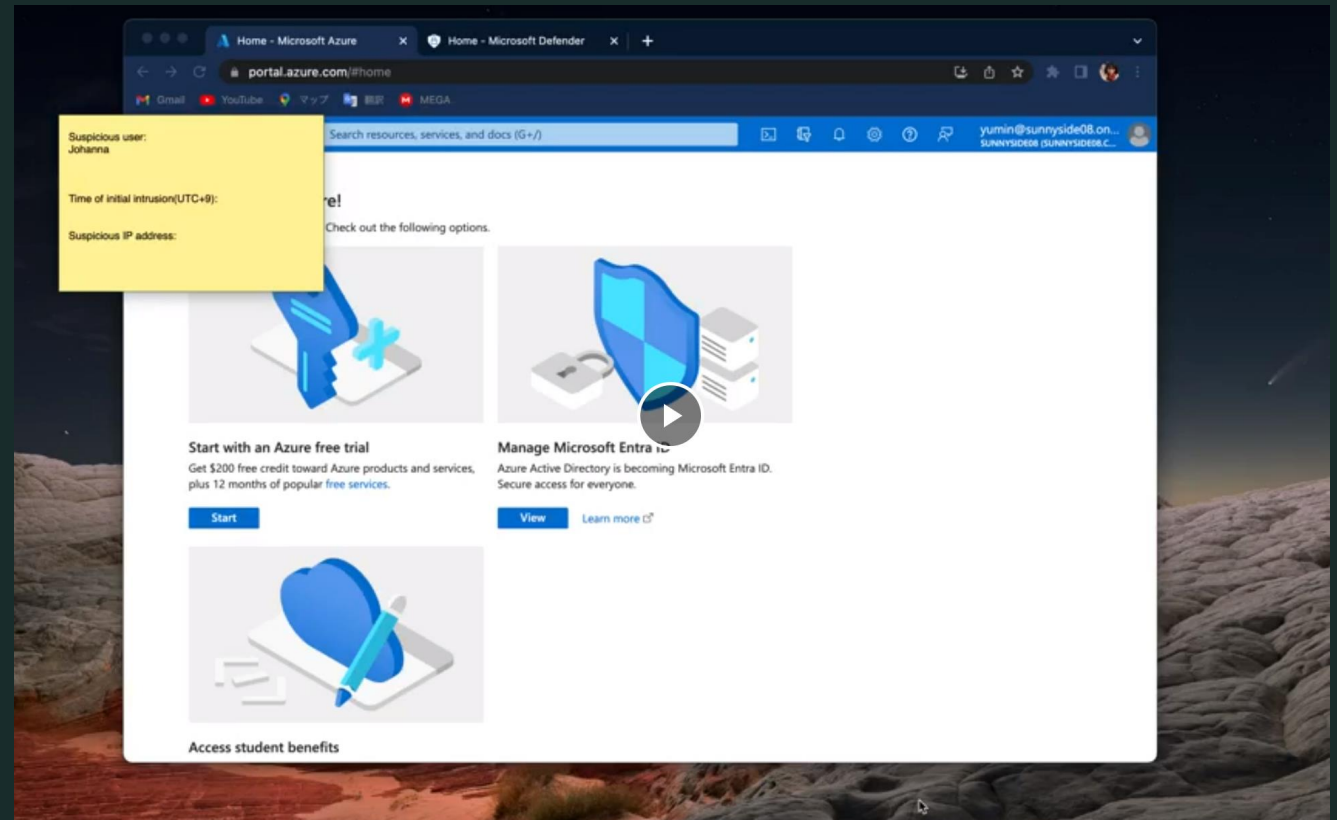 Home - Microsoft Azure
Home - Microsoft Defender
portal.azure.com/#home
Gmail
YouTube
マップ
翻訳
MEGA
Suspicious user:
Johanna
Time of initial intrusion(UTC+9):
Suspicious IP address:
Search resources, services, and docs (G+/)
yumin@sunnyside08.on...
SUNNYSIDE08 (SUNNYSIDE08.C...
re!
Check out the following options.
Start with an Azure free trial
Get $200 free credit toward Azure products and services,
plus 12 months of popular free services.
Start
Manage Microsoft Entra ID
Azure Active Directory is becoming Microsoft Entra ID.
Secure access for everyone.
View
Learn more
Access student benefits